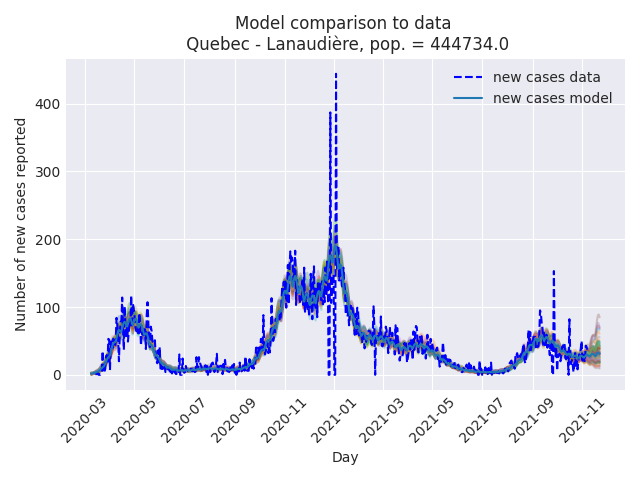 Model comparison to data
Quebec - Lanaudière, pop. = 444734.0
new cases data
new cases model
Number of new cases reported
400
300
200
100
0
2020-03
2020-05
2020-07
2020-09
2020-11
2021-01
2021-03
2021-05
2021-07
2021-09
2021-11
Day